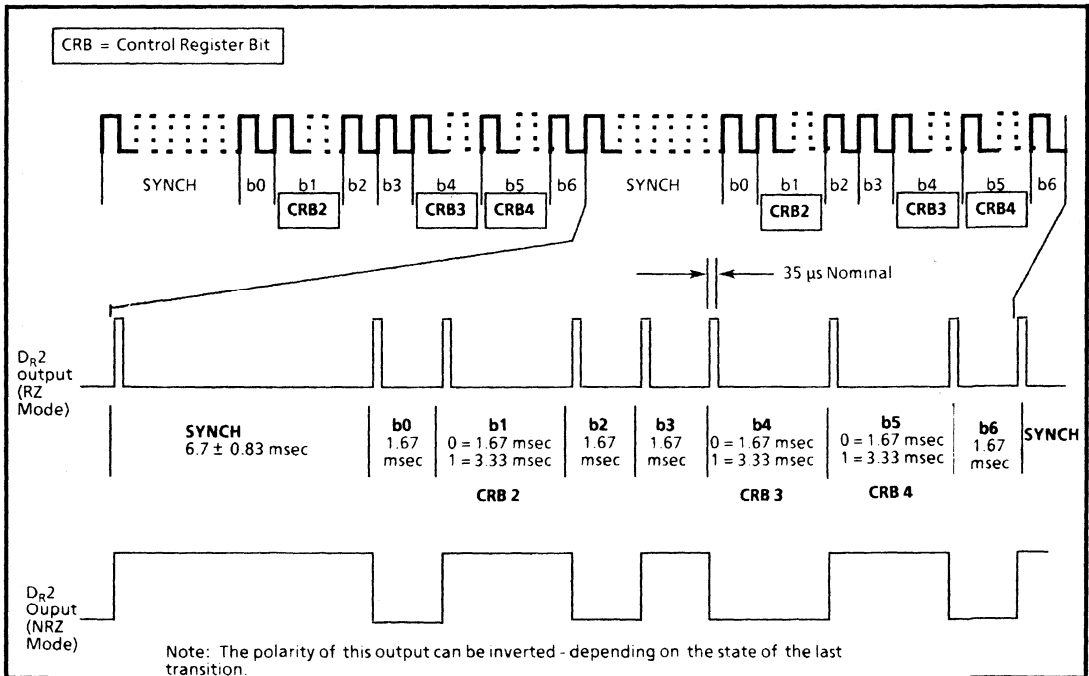 CRB = Control Register Bit
SYNCH b0 b1 b2 b3 b4 b5 b6 SYNCH b0 b1 b2 b3 b4 b5 b6
CRB2 CRB3 CRB4 CRB2 CRB3 CRB4
35 µs Nominal
DR2
output
(RZ
Mode)
SYNCH
6.7 ± 0.83 msec
b0
1.67
msec
b1
0 = 1.67 msec
1 = 3.33 msec
CRB 2
b2
1.67
msec
b3
1.67
msec
b4
0 = 1.67 msec
1 = 3.33 msec
CRB 3
b5
0 = 1.67 msec
1 = 3.33 msec
CRB 4
b6
1.67
msec
SYNCH
DR2
Ouput
(NRZ
Mode)
Note: The polarity of this output can be inverted - depending on the state of the last
transition.